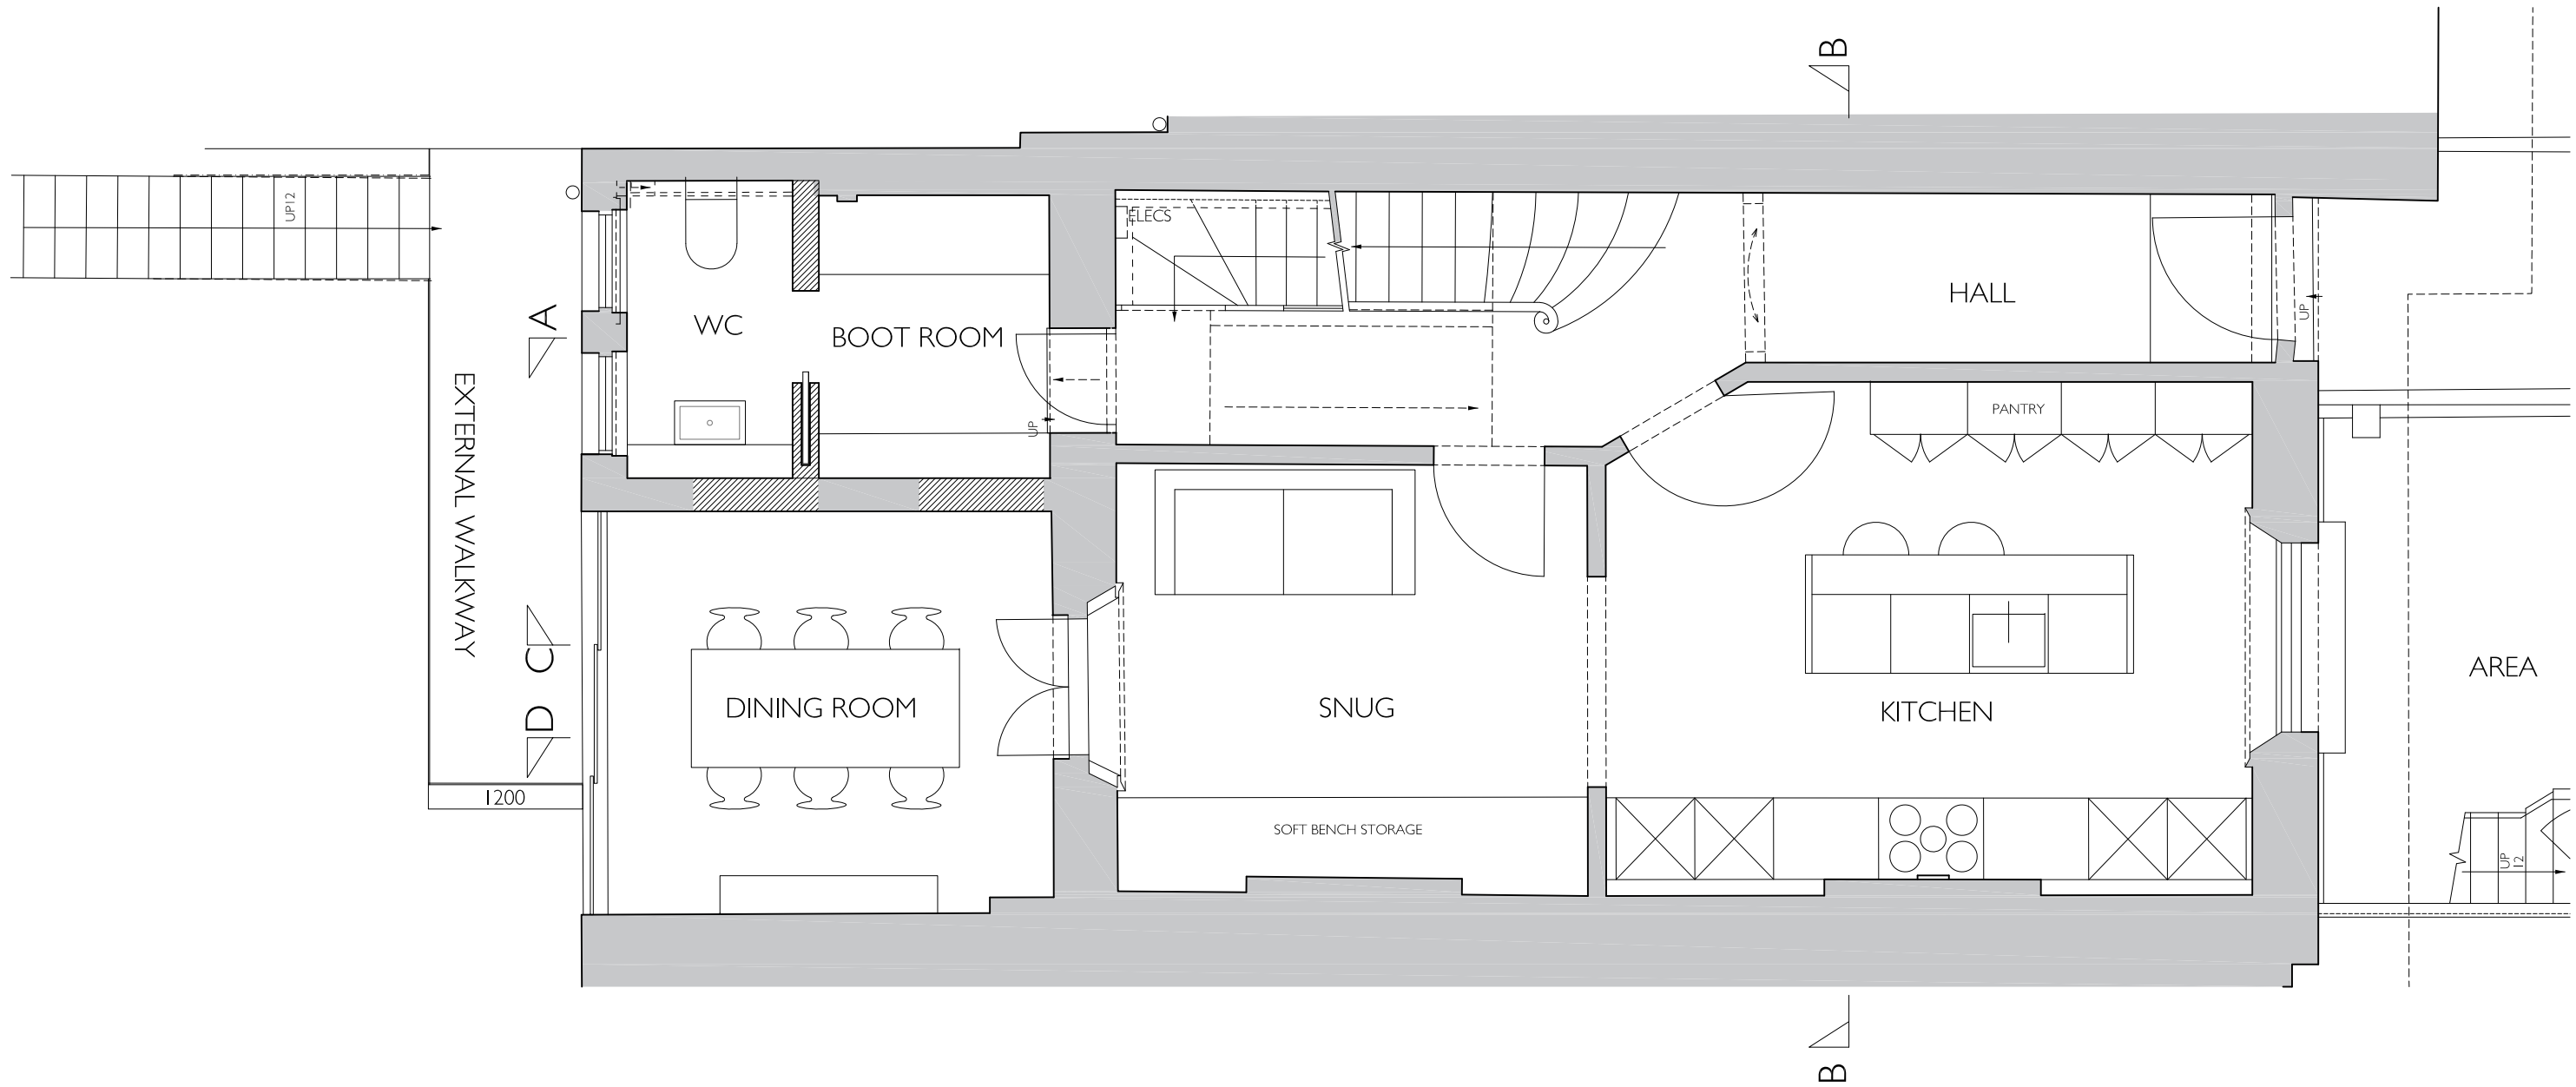 B
UP12
ELECS
HALL
A
WC
BOOT ROOM
UP
UP
PANTRY
EXTERNAL WALKWAY
C
D
AREA
DINING ROOM
SNUG
KITCHEN
1200
SOFT BENCH STORAGE
UP
12
B